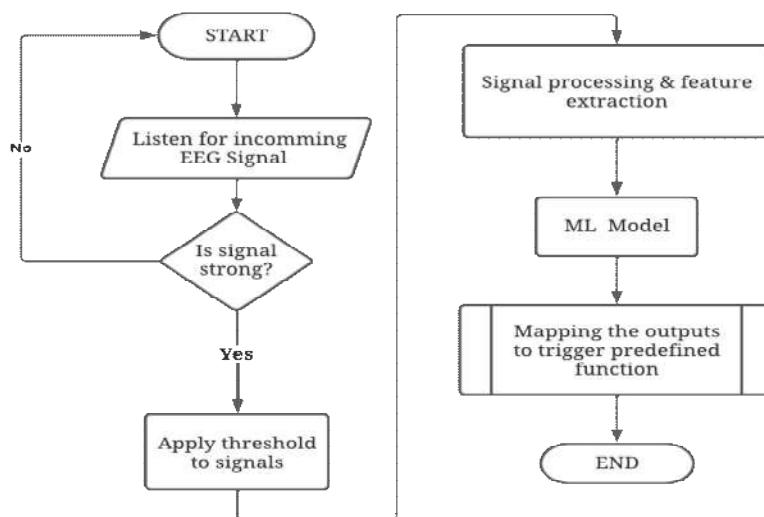 START
Listen for incomming
EEG Signal
No
Is signal
strong?
Yes
Apply threshold
to signals
Signal processing & feature
extraction
ML Model
Mapping the outputs
to trigger predefined
function
END